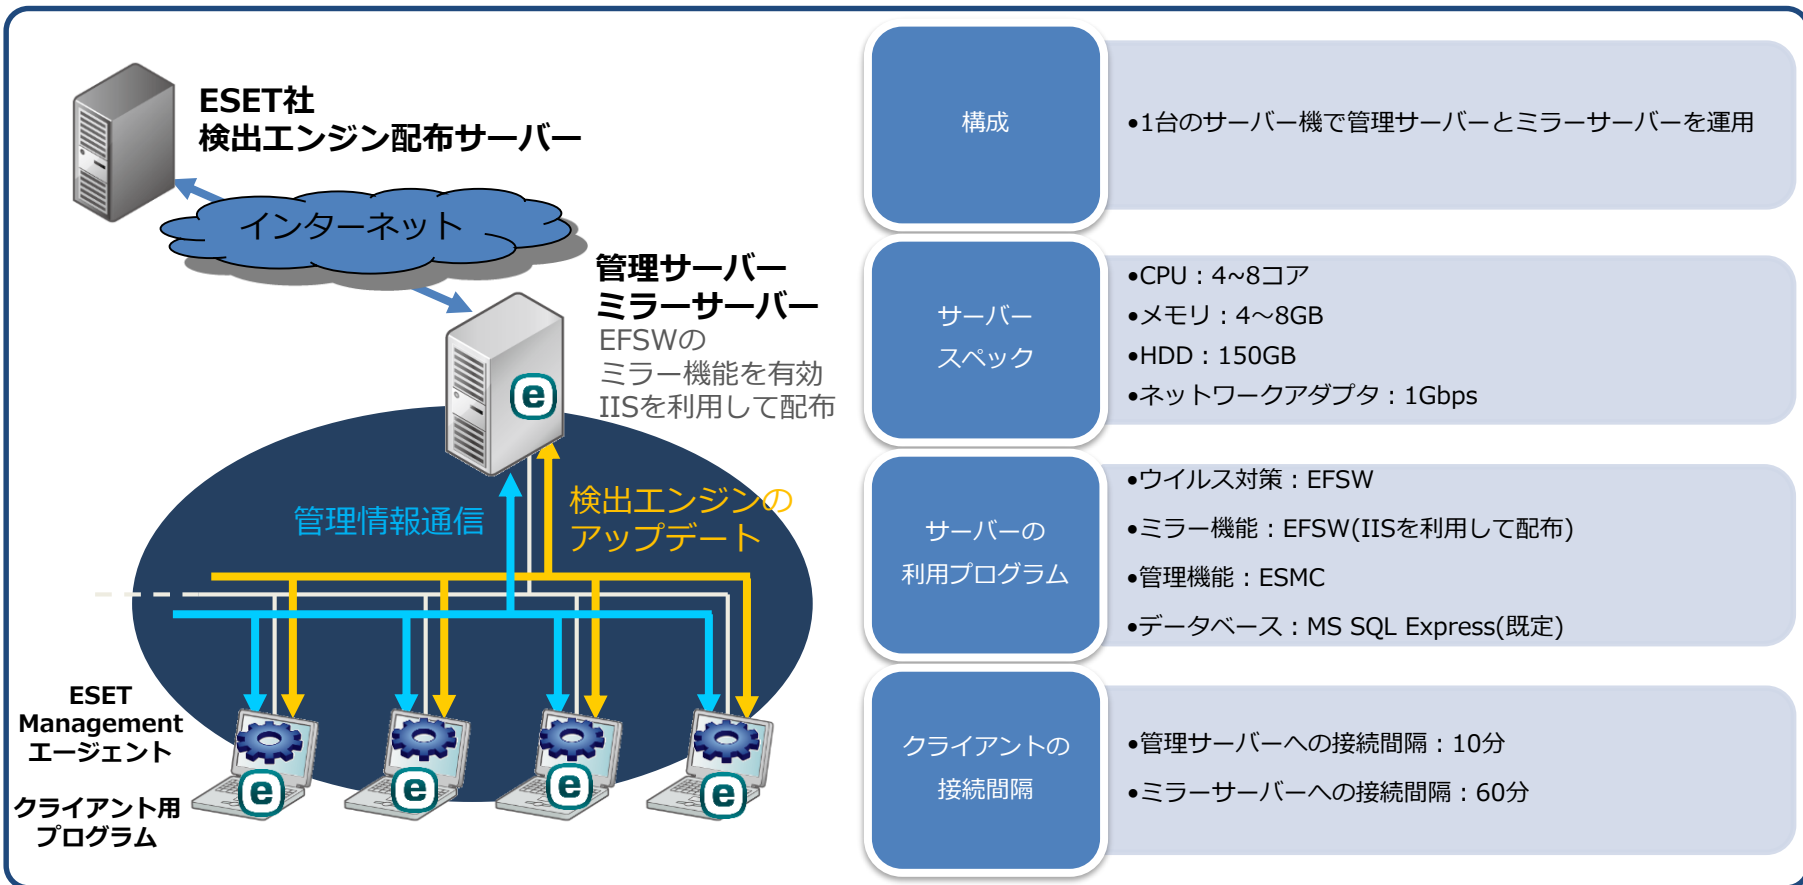 ESET社
検出エンジン配布サーバー
インターネット
管理サーバー
ミラーサーバー
EFSWの
ミラー機能を有効
IISを利用して配布
管理情報通信
検出エンジンの
アップデート
ESET
Management
エージェント
クライアント用
プログラム
e
e
e
e
e
構成
•1台のサーバー機で管理サーバーとミラーサーバーを運用
サーバー
スペック
•CPU：4~8コア
•メモリ：4～8GB
•HDD：150GB
•ネットワークアダプタ：1Gbps
サーバーの
利用プログラム
•ウイルス対策：EFSW
•ミラー機能：EFSW(IISを利用して配布)
•管理機能：ESMC
•データベース：MS SQL Express(既定)
クライアントの
接続間隔
•管理サーバーへの接続間隔：10分
•ミラーサーバーへの接続間隔：60分